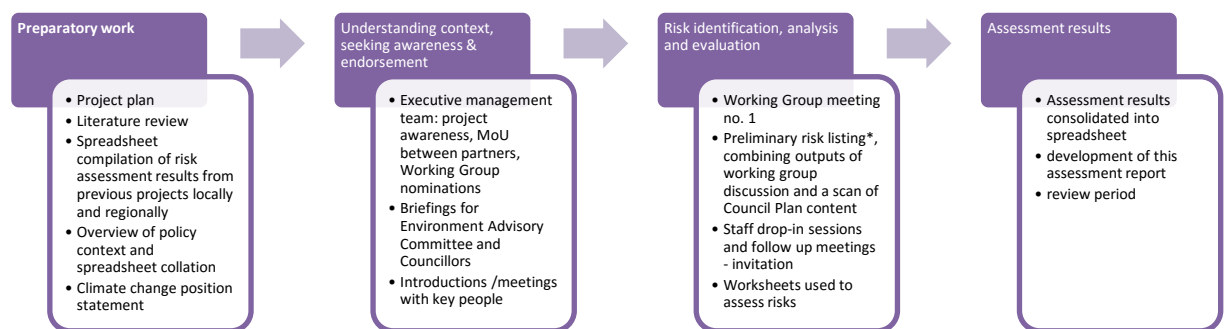 Preparatory work
• Project plan
• Literature review
• Spreadsheet
compilation of risk
assessment results from
previous projects locally
and regionally
• Overview of policy
context and
spreadsheet collation
• Climate change position
statement
Understanding context,
seeking awareness &
endorsement
• Executive management
team: project
awareness, MoU
between partners,
Working Group
nominations
• Briefings for
Environment Advisory
Committee and
Councillors
• Introductions /meetings
with key people
Risk identification, analysis
and evaluation
• Working Group meeting
no. 1
• Preliminary risk listing*,
combining outputs of
working group
discussion and a scan of
Council Plan content
• Staff drop-in sessions
and follow up meetings
- invitation
• Worksheets used to
assess risks
Assessment results
• Assessment results
consolidated into
spreadsheet
• development of this
assessment report
• review period